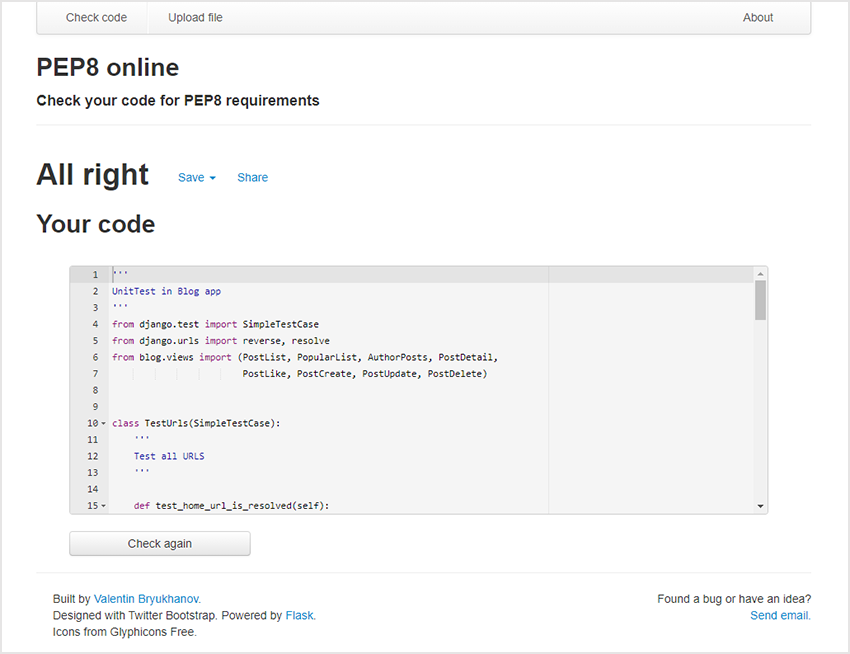 Check code Upload file About
PEP8 online
Check your code for PEP8 requirements
All right Save Share
Your code
1 '''
2 UnitTest in Blog app
3 '''
4 from django.test import SimpleTestCase
5 from django.urls import reverse, resolve
6 from blog.views import (PostList, PopularList, AuthorPosts, PostDetail,
7 PostLike, PostCreate, PostUpdate, PostDelete)
8
9
10 class TestUrls(SimpleTestCase):
11 '''
12 Test all URLS
13 '''
14
15 def test_home_url_is_resolved(self):
Check again
Built by Valentin Bryukhanov. Found a bug or have an idea?
Designed with Twitter Bootstrap. Powered by Flask. Send email.
Icons from Glyphicons Free.